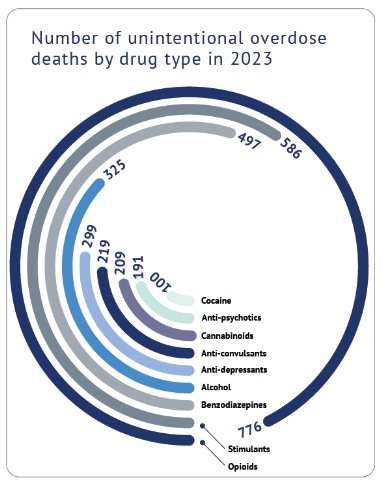 Number of unintentional overdose
deaths by drug type in 2023
497
586
325
299
219
209
191
100
Cocaine
Anti-psychotics
Cannabinoids
Anti-convulsants
Anti-depressants
Alcohol
Benzodiazepines
776
Stimulants
Opioids